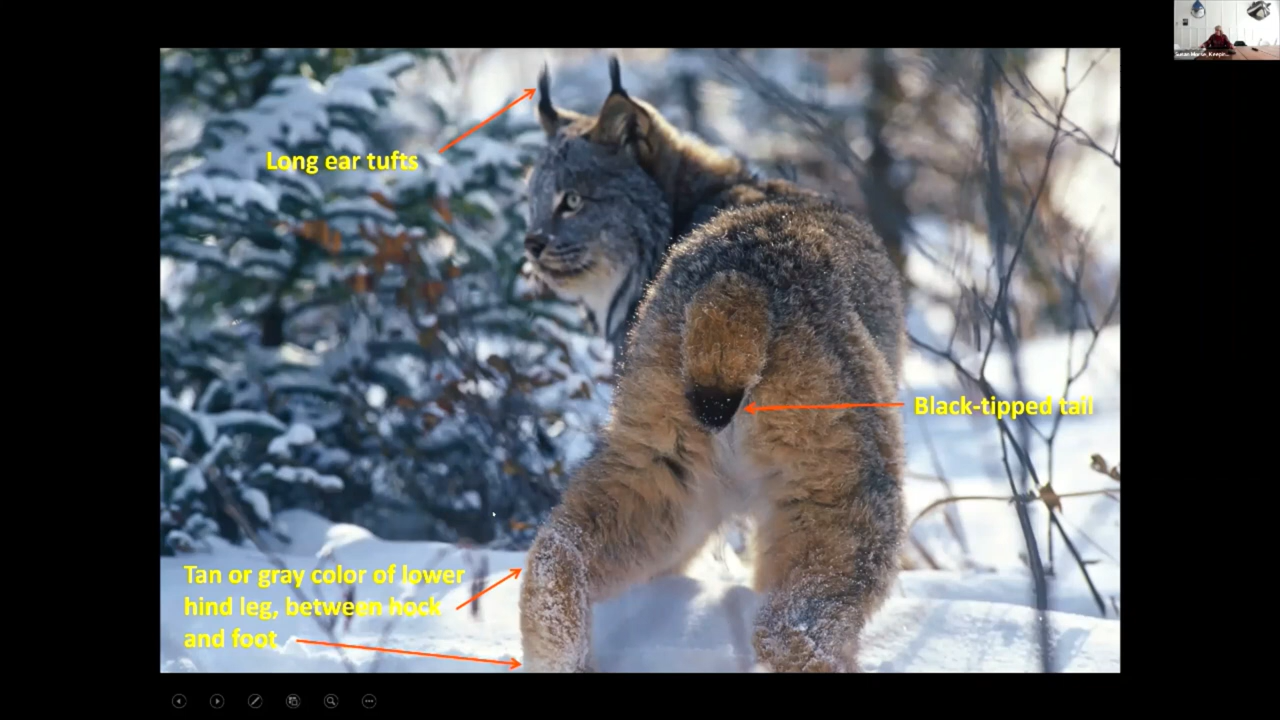 Long ear tufts
Black-tipped tail
Tan or gray color of lower
hind leg, between hock
and foot